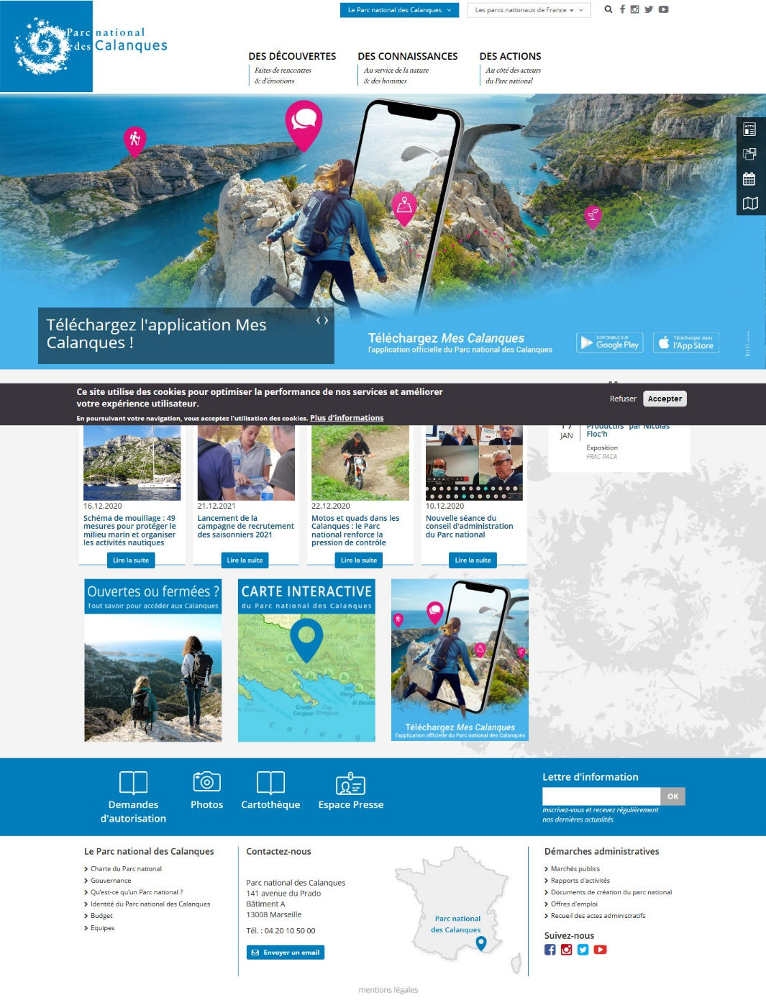 Le Parc national des Calanques
Les parcs nationaux de France
Parc national
des Calanques
DES DÉCOUVERTES
Faites de rencontres
& d'émotions
DES CONNAISSANCES
Au service de la nature
& des hommes
DES ACTIONS
Au côté des acteurs
du Parc national
ACTU
Téléchargez l'application Mes
Calanques !
Téléchargez Mes Calanques
l'application officielle du Parc national des Calanques
DISPONIBLE SUR
Google Play
Télécharger dans
l'App Store
Ce site utilise des cookies pour optimiser la performance de nos services et améliorer
votre expérience utilisateur.
En poursuivant votre navigation, vous acceptez l'utilisation des cookies. Plus d'informations
Refuser
Accepter
JAN
Productifs" par Nicolas
Floc'h
Exposition
FRAC PACA
16.12.2020
Schéma de mouillage : 49
mesures pour protéger le
milieu marin et organiser
les activités nautiques
Lire la suite
21.12.2021
Lancement de la
campagne de recrutement
des saisonniers 2021
Lire la suite
22.12.2020
Motos et quads dans les
Calanques : le Parc
national renforce la
pression de contrôle
Lire la suite
10.12.2020
Nouvelle séance du
conseil d'administration
du Parc national
Lire la suite
Ouvertes ou fermées ?
Tout savoir pour accéder aux Calanques
CARTE INTERACTIVE
du Parc national des Calanques
Téléchargez Mes Calanques
l'application officielle du Parc national des Calanques
Demandes
d'autorisation
Photos
Cartothèque
Espace Presse
Lettre d'information
OK
Inscrivez-vous et recevez régulièrement
nos dernières actualités
Le Parc national des Calanques
Charte du Parc national
Gouvernance
Qu'est-ce qu'un Parc national ?
Identité du Parc national des Calanques
Budget
Equipes
Contactez-nous
Parc national des Calanques
141 avenue du Prado
Bâtiment A
13008 Marseille
Tél. : 04 20 10 50 00
Envoyer un email
Parc national
des Calanques
Démarches administratives
Marchés publics
Rapports d'activités
Documents de création du parc national
Offres d'emploi
Recueil des actes administratifs
Suivez-nous
mentions légales